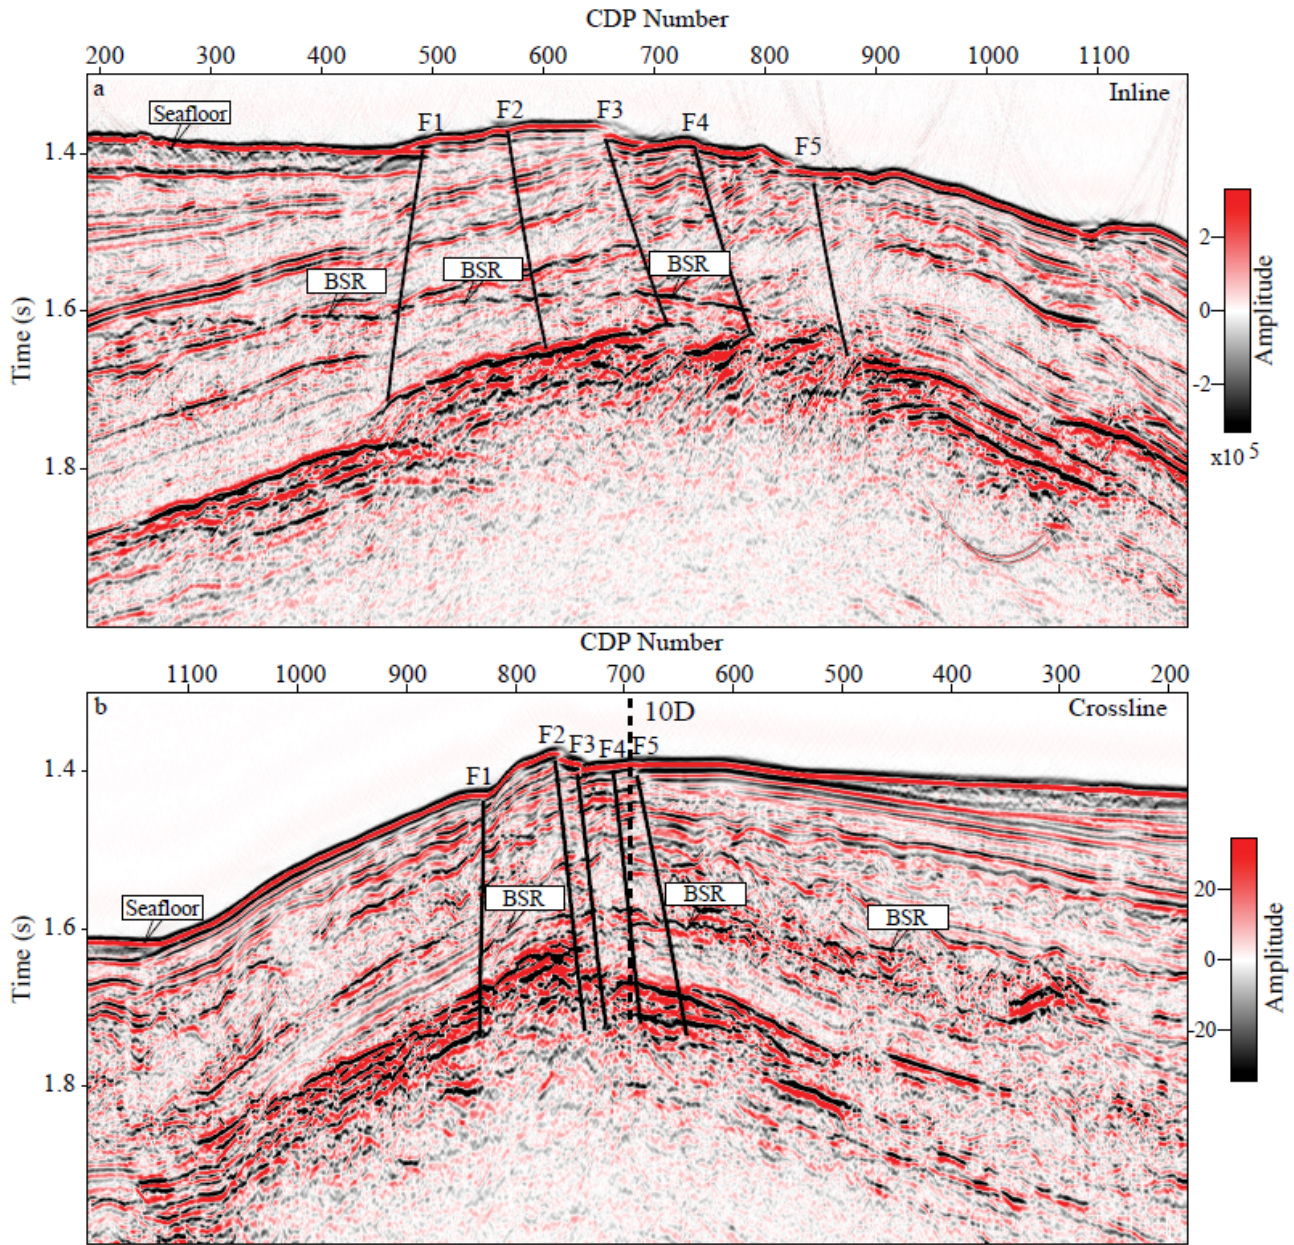 CDP Number
200 300 400 500 600 700 800 900 1000 1100
a Inline
Seafloor
F1 F2 F3 F4 F5
1.4
BSR BSR BSR
1.6
1.8
Time (s)
2
0
-2
x10 5
Amplitude
CDP Number
1100 1000 900 800 700 600 500 400 300 200
b 10D Crossline
F1 F2 F3 F4 F5
1.4
BSR BSR BSR
Seafloor
1.6
1.8
Time (s)
20
0
-20
Amplitude